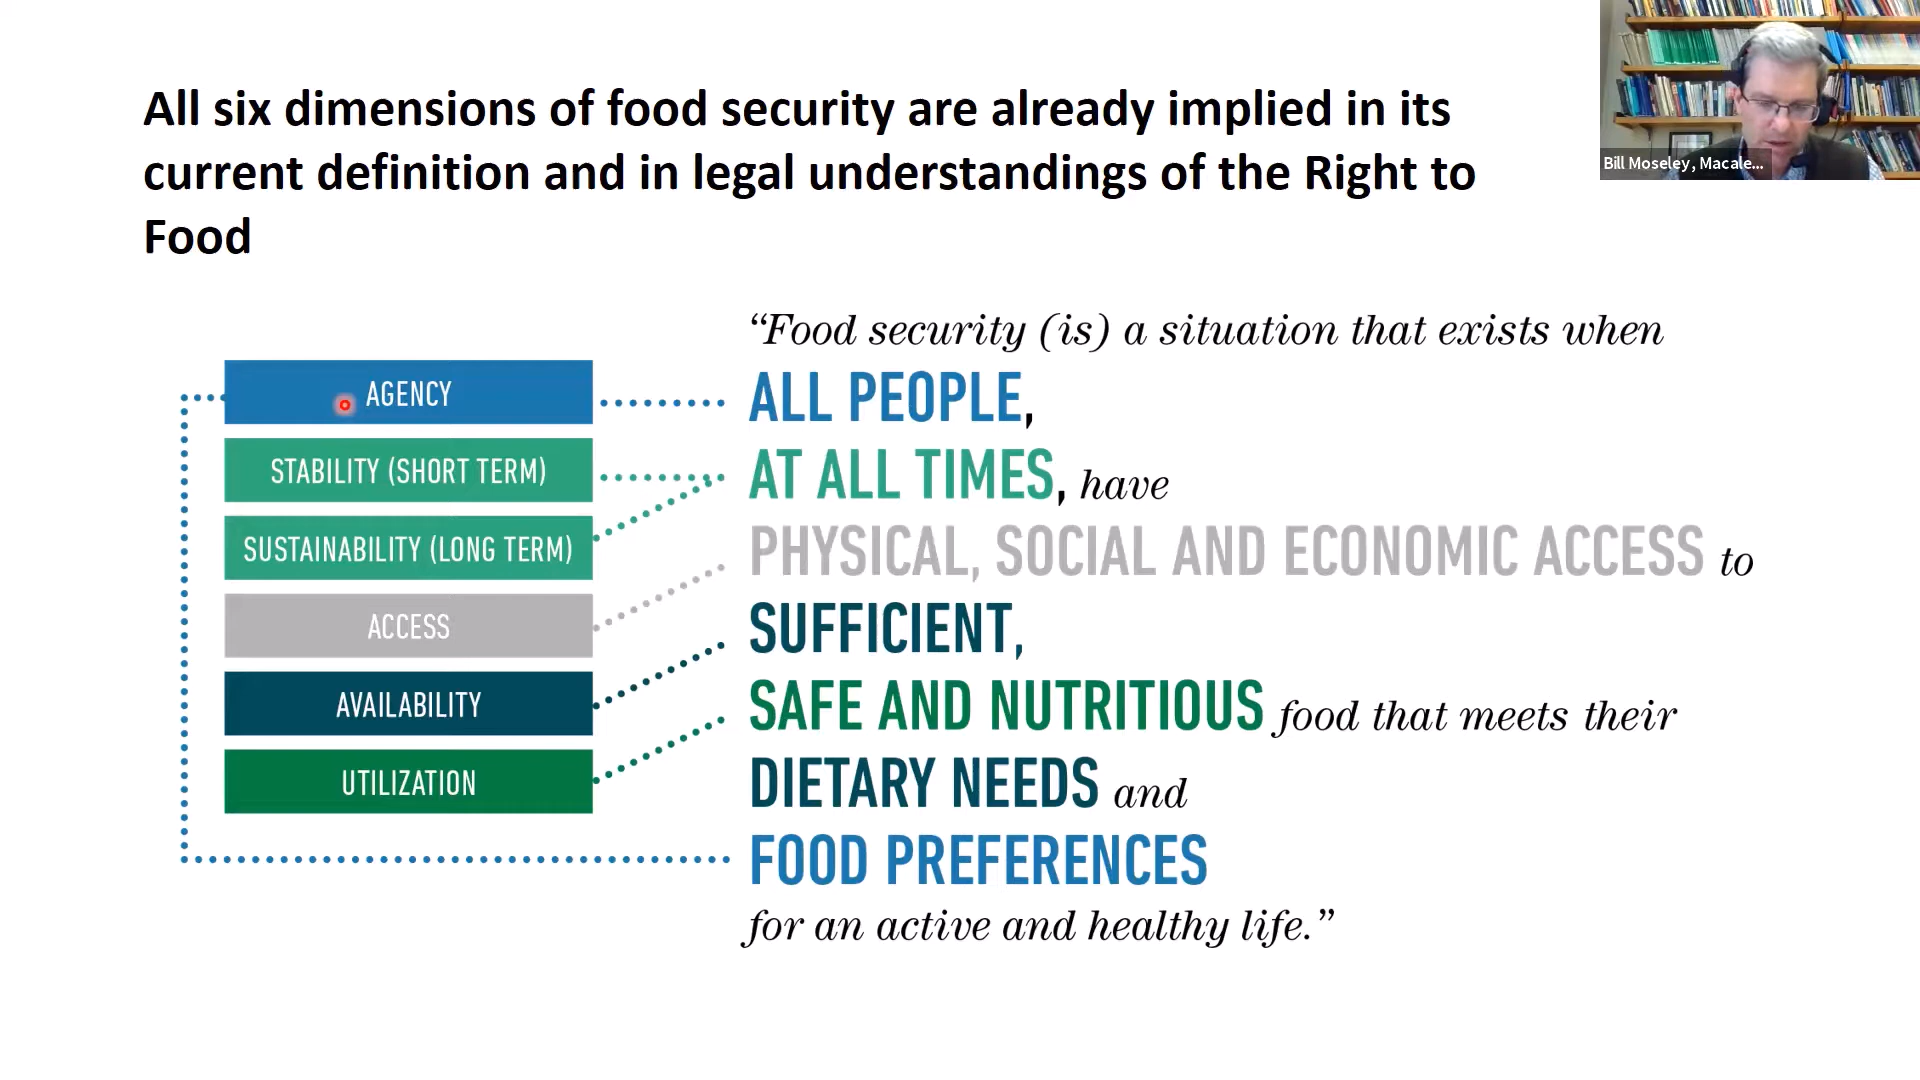 All six dimensions of food security are already implied in its
current definition and in legal understandings of the Right to
Food
Bill Moseley, Macale...
AGENCY
STABILITY (SHORT TERM)
SUSTAINABILITY (LONG TERM)
ACCESS
AVAILABILITY
UTILIZATION
“Food security (is) a situation that exists when
ALL PEOPLE,
AT ALL TIMES, have
PHYSICAL, SOCIAL AND ECONOMIC ACCESS to
SUFFICIENT,
SAFE AND NUTRITIOUS food that meets their
DIETARY NEEDS and
FOOD PREFERENCES
for an active and healthy life.”